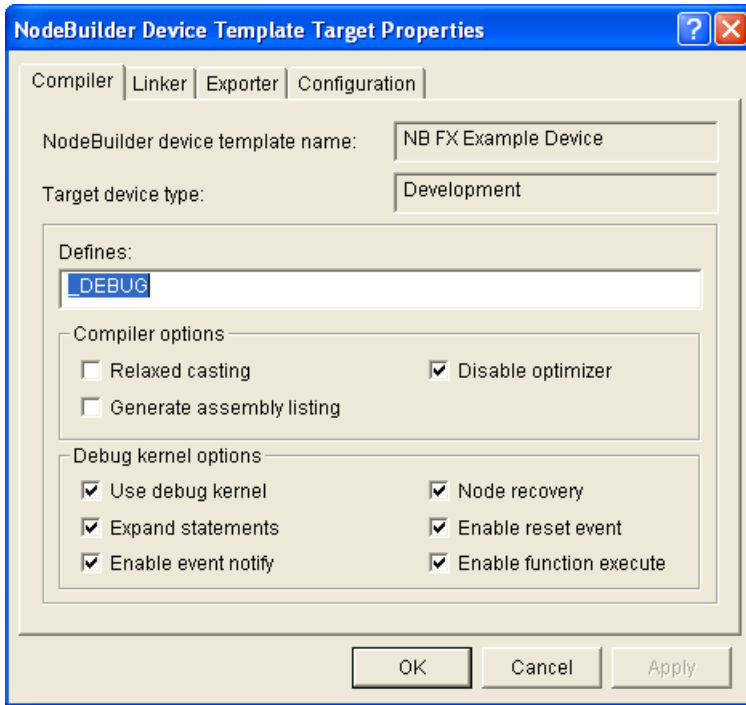 NodeBuilder Device Template Target Properties
Compiler Linker Exporter Configuration
NodeBuilder device template name: NB FX Example Device
Target device type: Development
Defines:
_DEBUG
Compiler options
Relaxed casting Disable optimizer
Generate assembly listing
Debug kernel options
Use debug kernel Node recovery
Expand statements Enable reset event
Enable event notify Enable function execute
OK Cancel Apply